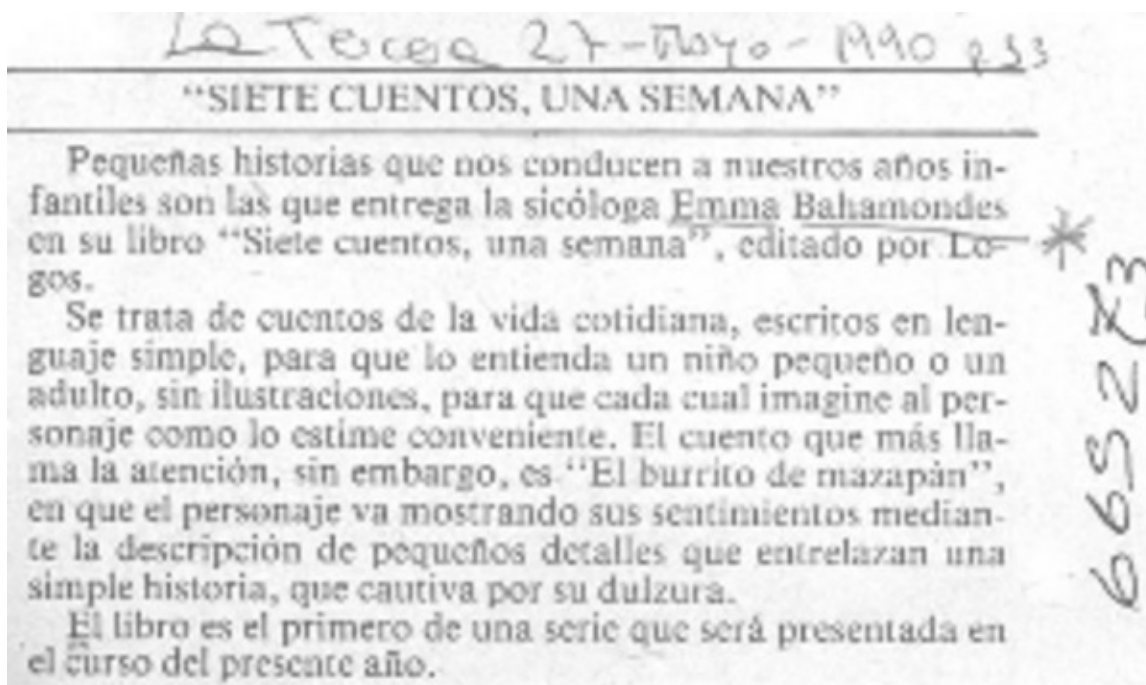 La Tercera 27-Mayo-1990 p 33
“SIETE CUENTOS, UNA SEMANA”
Pequeñas historias que nos conducen a nuestros años in-
fantiles son las que entrega la sicóloga Emma Bahamondes
en su libro “Siete cuentos, una semana”, editado por Lo-
gos.
Se trata de cuentos de la vida cotidiana, escritos en len-
guaje simple, para que lo entienda un niño pequeño o un
adulto, sin ilustraciones, para que cada cual imagine al per-
sonaje como lo estime conveniente. El cuento que más lla-
ma la atención, sin embargo, es “El burrito de mazapán”,
en que el personaje va mostrando sus sentimientos median-
te la descripción de pequeños detalles que entrelazan una
simple historia, que cautiva por su dulzura.
El libro es el primero de una serie que será presentada en
el curso del presente año.